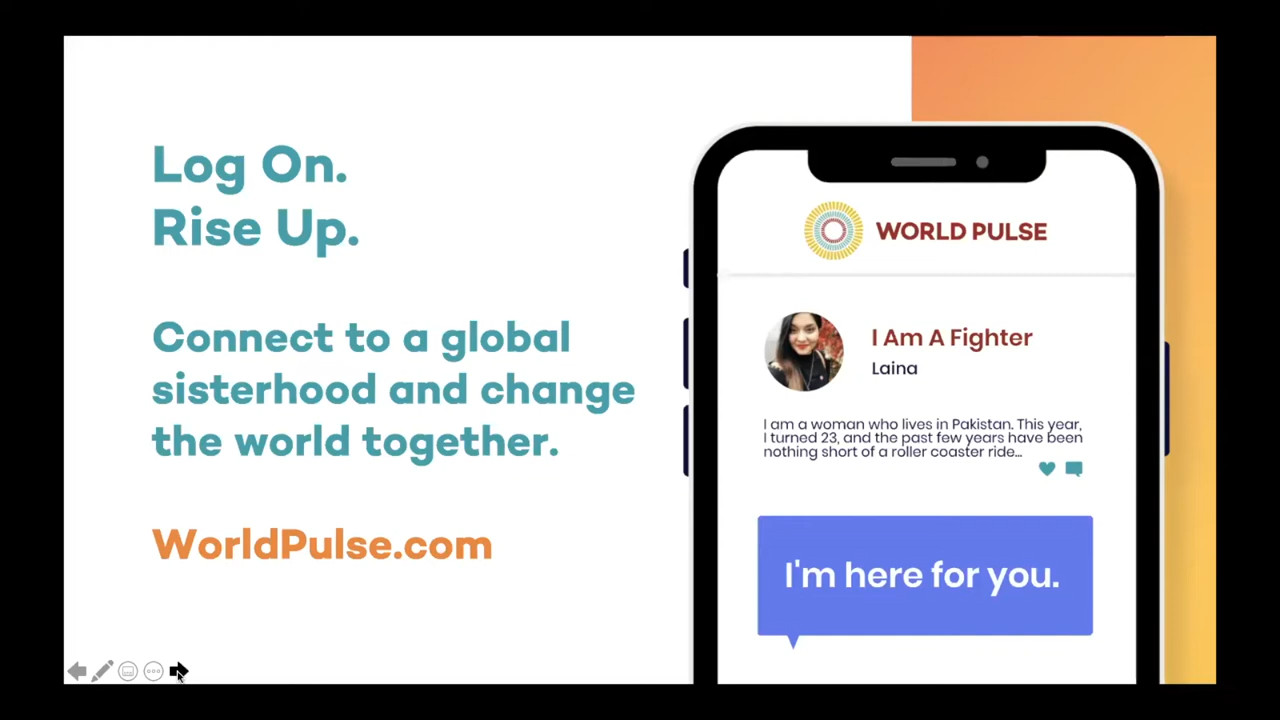 Log On.
Rise Up.
Connect to a global
sisterhood and change
the world together.
WorldPulse.com
WORLD PULSE
I Am A Fighter
Laina
I am a woman who lives in Pakistan. This year,
I turned 23, and the past few years have been
nothing short of a roller coaster ride...
I'm here for you.